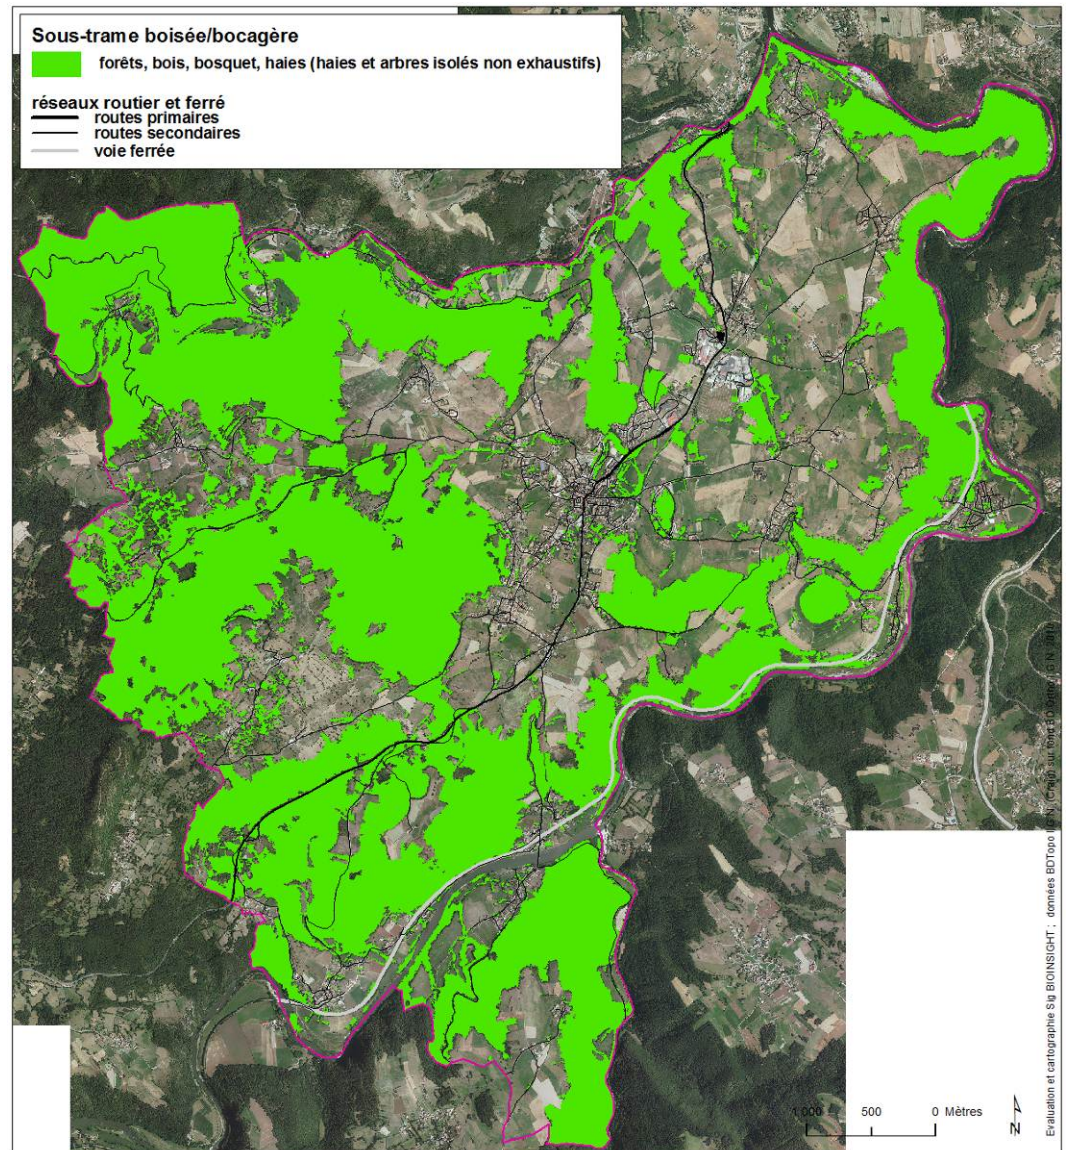 Sous-trame boisée/bocagère
forêts, bois, bosquet, haies (haies et arbres isolés non exhaustifs)
réseaux routier et ferré
routes primaires
routes secondaires
voie ferrée
1 000 500 0 Mètres
N
Evaluation et cartographie Sig BIOINSIGHT ; données BDTopo